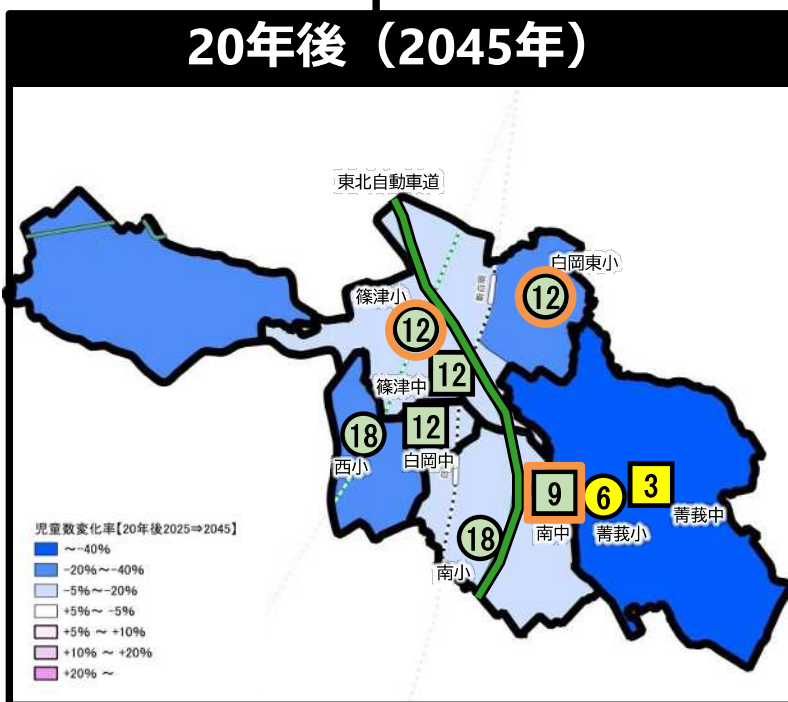 20年後（2045年）
東北自動車道
白岡東小
12
篠津小
12
篠津中
12
18
西小
12
白岡中
9
南中
6
菁莪小
3
菁莪中
18
南小
児童数変化率【20年後2025⇒2045】
～-40%
-20%～-40%
-5%～-20%
+5%～ -5%
+5% ～ +10%
+10% ～ +20%
+20% ～